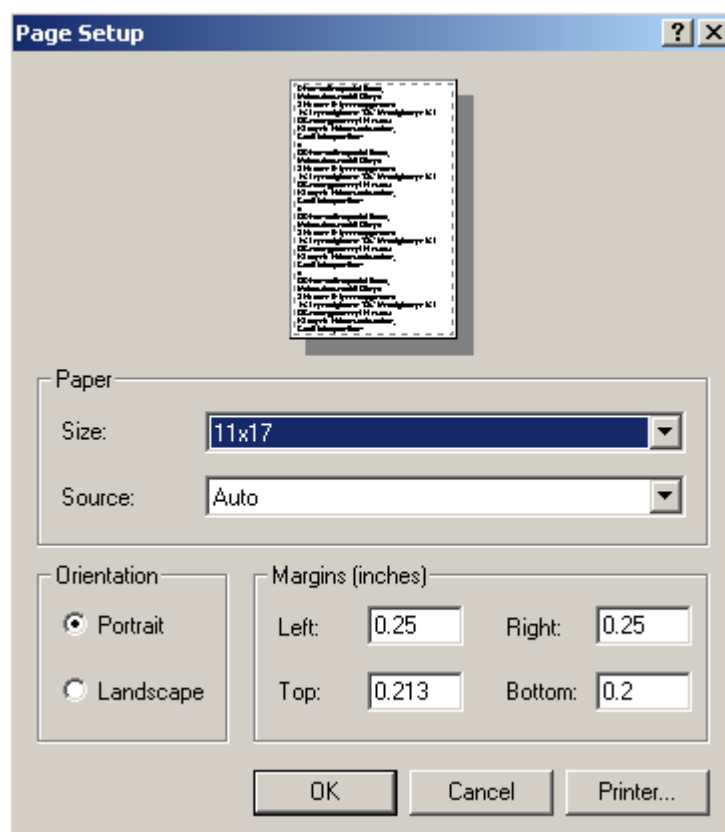 Page Setup
Paper
Size: 11x17
Source: Auto
Orientation
Portrait
Landscape
Margins (inches)
Left: 0.25 Right: 0.25
Top: 0.213 Bottom: 0.2
OK Cancel Printer...